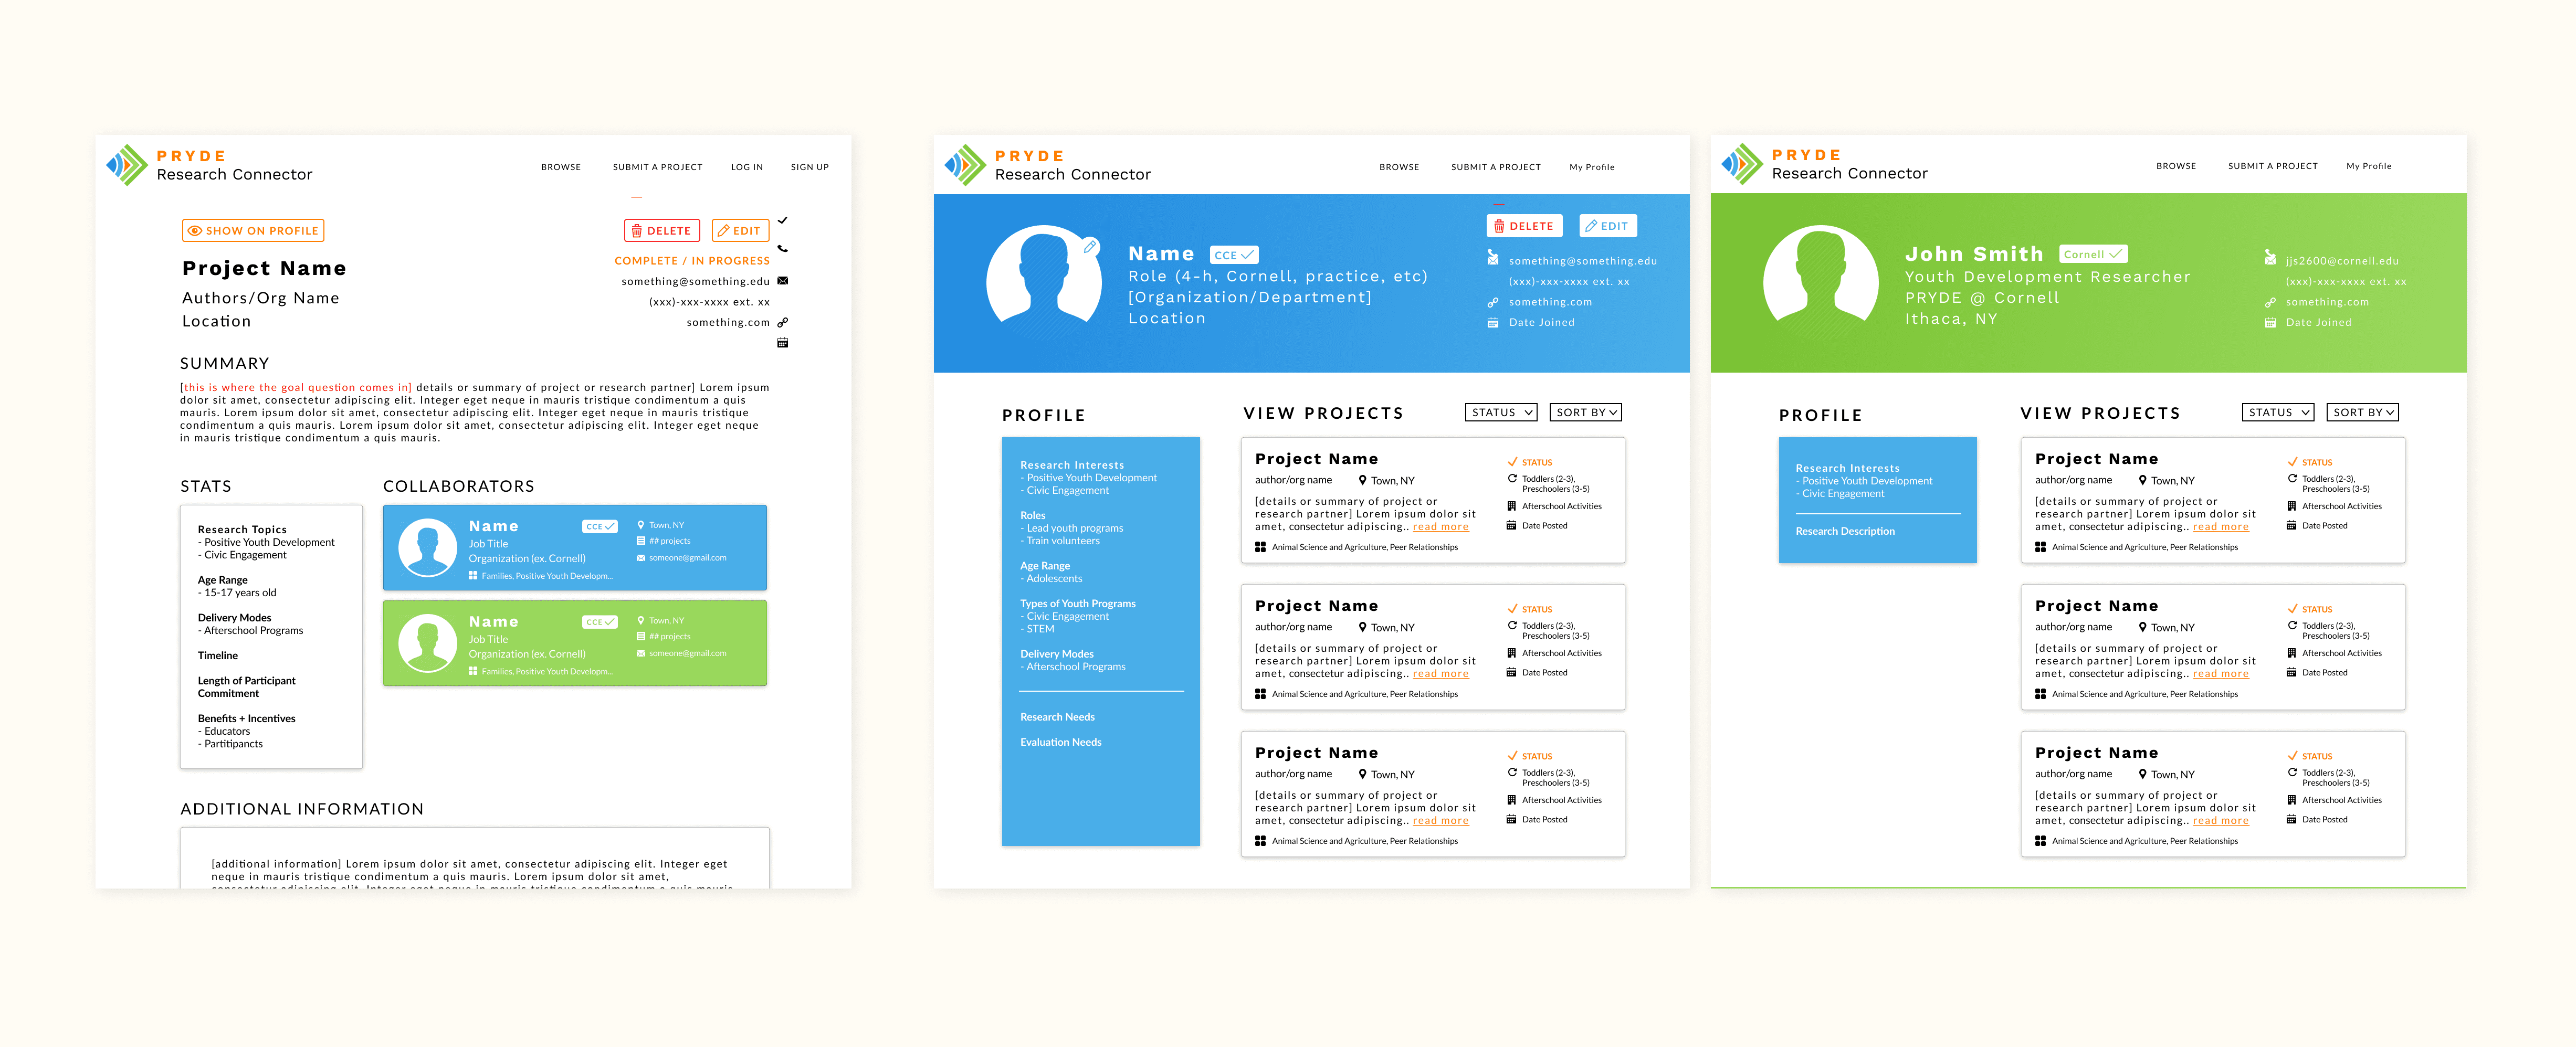 PRYDE
Research Connector
BROWSE
SUBMIT A PROJECT
LOG IN
SIGN UP
SHOW ON PROFILE
DELETE
EDIT
Project Name
Authors/Org Name
Location
COMPLETE / IN PROGRESS
something@something.edu
(xxx)-xxx-xxxx ext. xx
something.com
SUMMARY
[this is where the goal question comes in] details or summary of project or research partner] Lorem ipsum
dolor sit amet, consectetur adipiscing elit. Integer eget neque in mauris tristique condimentum a quis
mauris. Lorem ipsum dolor sit amet, consectetur adipiscing elit. Integer eget neque in mauris tristique
condimentum a quis mauris. Lorem ipsum dolor sit amet, consectetur adipiscing elit. Integer eget neque
in mauris tristique condimentum a quis mauris.
STATS
Research Topics
- Positive Youth Development
- Civic Engagement
Age Range
- 15-17 years old
Delivery Modes
- Afterschool Programs
Timeline
Length of Participant
Commitment
Benefits + Incentives
- Educators
- Partitipancts
COLLABORATORS
Name
CCE
Job Title
Organization (ex. Cornell)
Families, Positive Youth Developm...
Town, NY
## projects
someone@gmail.com
Name
CCE
Job Title
Organization (ex. Cornell)
Families, Positive Youth Developm...
Town, NY
## projects
someone@gmail.com
ADDITIONAL INFORMATION
[additional information] Lorem ipsum dolor sit amet, consectetur adipiscing elit. Integer eget
neque in mauris tristique condimentum a quis mauris. Lorem ipsum dolor sit amet,
consectetur adipiscing elit. Integer eget neque in mauris tristique condimentum a quis mauris.
PRYDE
Research Connector
BROWSE
SUBMIT A PROJECT
My Profile
DELETE
EDIT
Name
CCE
Role (4-h, Cornell, practice, etc)
[Organization/Department]
Location
something@something.edu
(xxx)-xxx-xxxx ext. xx
something.com
Date Joined
PROFILE
Research Interests
- Positive Youth Development
- Civic Engagement
Roles
- Lead youth programs
- Train volunteers
Age Range
- Adolescents
Types of Youth Programs
- Civic Engagement
- STEM
Delivery Modes
- Afterschool Programs
Research Needs
Evaluation Needs
VIEW PROJECTS
STATUS
SORT BY
Project Name
author/org name
Town, NY
[details or summary of project or
research partner] Lorem ipsum dolor sit
amet, consectetur adipiscing.. read more
Animal Science and Agriculture, Peer Relationships
STATUS
Toddlers (2-3),
Preschoolers (3-5)
Afterschool Activities
Date Posted
Project Name
author/org name
Town, NY
[details or summary of project or
research partner] Lorem ipsum dolor sit
amet, consectetur adipiscing.. read more
Animal Science and Agriculture, Peer Relationships
STATUS
Toddlers (2-3),
Preschoolers (3-5)
Afterschool Activities
Date Posted
Project Name
author/org name
Town, NY
[details or summary of project or
research partner] Lorem ipsum dolor sit
amet, consectetur adipiscing.. read more
Animal Science and Agriculture, Peer Relationships
STATUS
Toddlers (2-3),
Preschoolers (3-5)
Afterschool Activities
Date Posted
PRYDE
Research Connector
BROWSE
SUBMIT A PROJECT
My Profile
John Smith
Cornell
Youth Development Researcher
PRYDE @ Cornell
Ithaca, NY
jjs2600@cornell.edu
(xxx)-xxx-xxxx ext. xx
something.com
Date Joined
PROFILE
Research Interests
- Positive Youth Development
- Civic Engagement
Research Description
VIEW PROJECTS
STATUS
SORT BY
Project Name
author/org name
Town, NY
[details or summary of project or
research partner] Lorem ipsum dolor sit
amet, consectetur adipiscing.. read more
Animal Science and Agriculture, Peer Relationships
STATUS
Toddlers (2-3),
Preschoolers (3-5)
Afterschool Activities
Date Posted
Project Name
author/org name
Town, NY
[details or summary of project or
research partner] Lorem ipsum dolor sit
amet, consectetur adipiscing.. read more
Animal Science and Agriculture, Peer Relationships
STATUS
Toddlers (2-3),
Preschoolers (3-5)
Afterschool Activities
Date Posted
Project Name
author/org name
Town, NY
[details or summary of project or
research partner] Lorem ipsum dolor sit
amet, consectetur adipiscing.. read more
Animal Science and Agriculture, Peer Relationships
STATUS
Toddlers (2-3),
Preschoolers (3-5)
Afterschool Activities
Date Posted